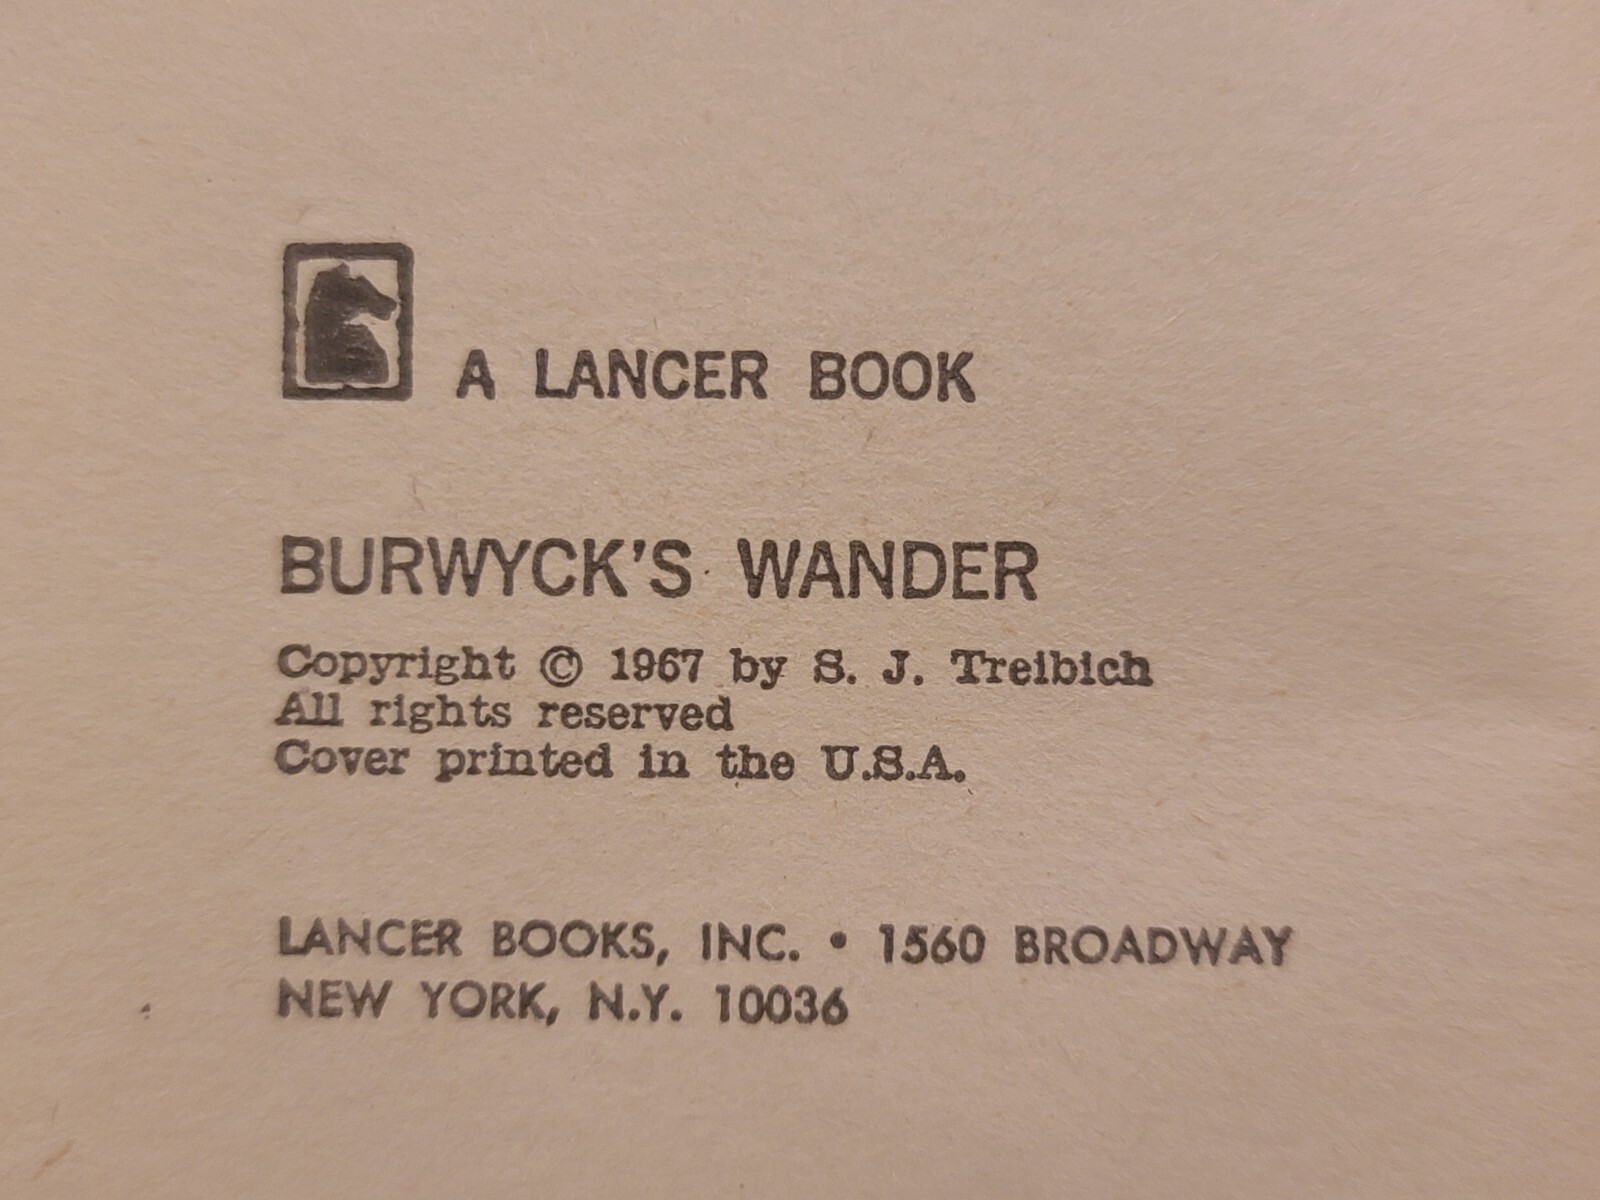 A LANCER BOOK
BURWYCK'S WANDER
Copyright © 1967 by S. J. Treibich
All rights reserved
Cover printed in the U.S.A.
LANCER BOOKS, INC. • 1560 BROADWAY
NEW YORK, N.Y. 10036